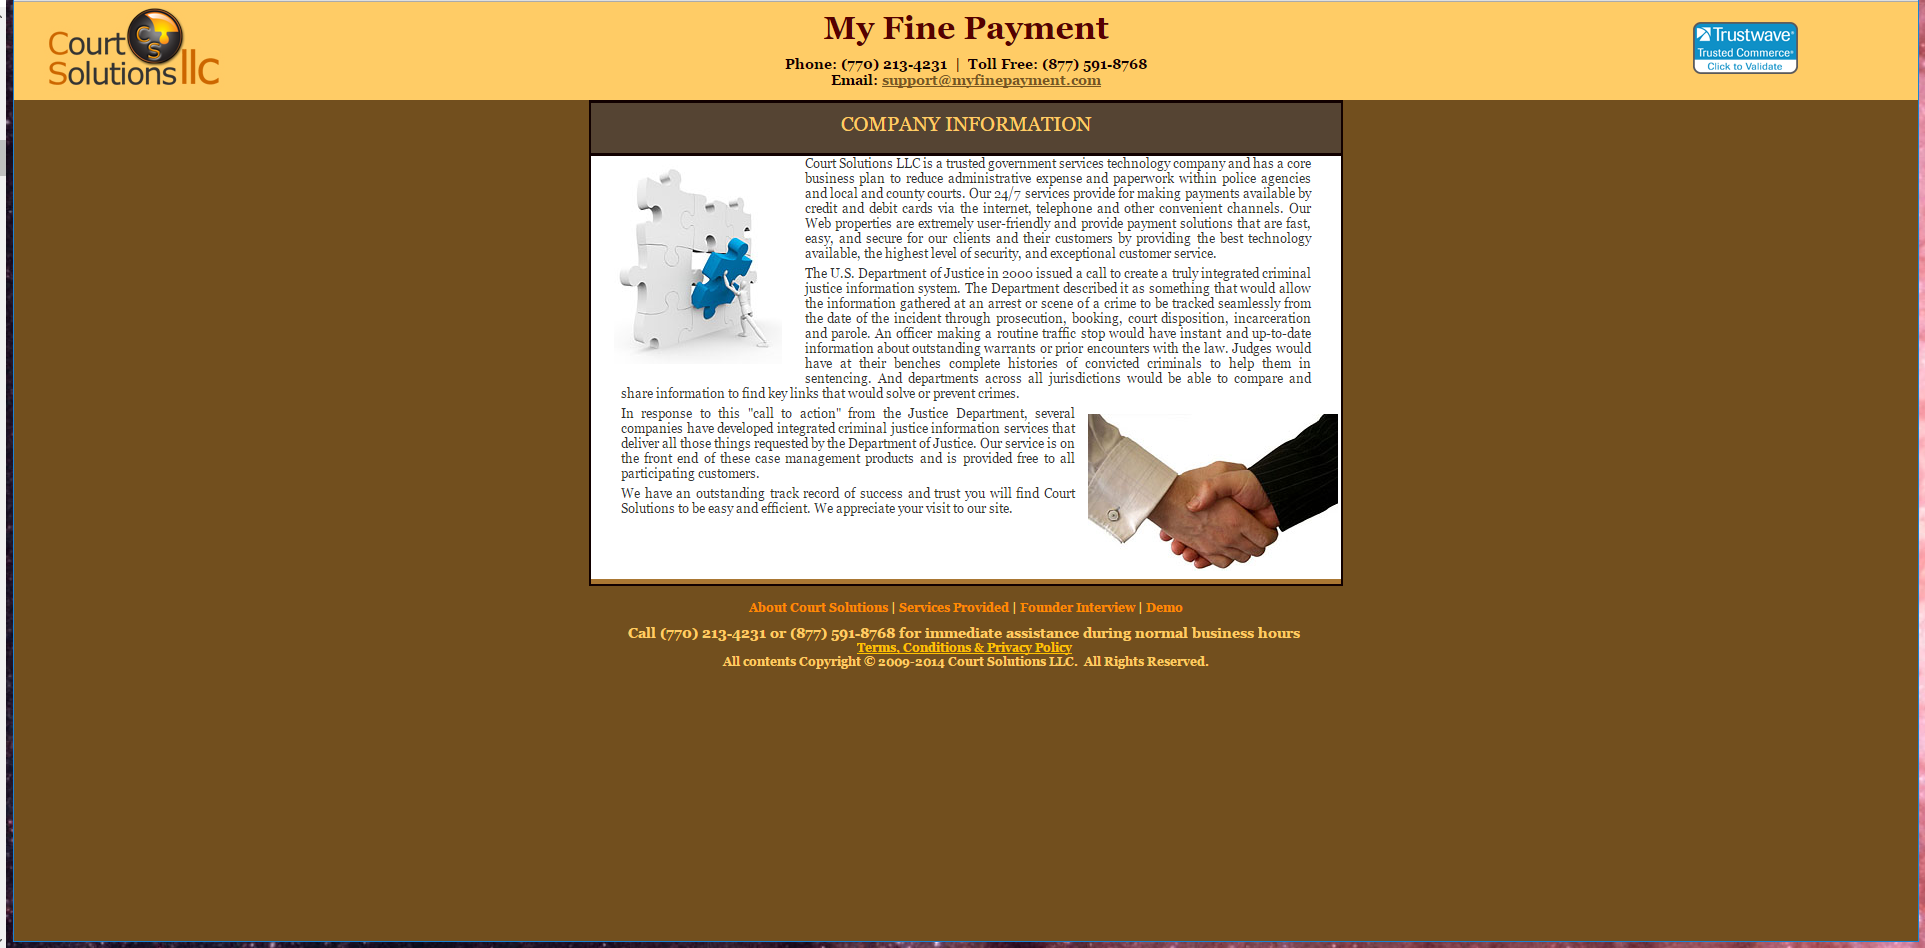 Court
Solutions llc
CS
My Fine Payment
Phone: (770) 213-4231 | Toll Free: (877) 591-8768
Email: support@myfinepayment.com
Trustwave®
Trusted Commerce®
Click to Validate
COMPANY INFORMATION
Court Solutions LLC is a trusted government services technology company and has a core
business plan to reduce administrative expense and paperwork within police agencies
and local and county courts. Our 24/7 services provide for making payments available by
credit and debit cards via the internet, telephone and other convenient channels. Our
Web properties are extremely user-friendly and provide payment solutions that are fast,
easy, and secure for our clients and their customers by providing the best technology
available, the highest level of security, and exceptional customer service.
The U.S. Department of Justice in 2000 issued a call to create a truly integrated criminal
justice information system. The Department described it as something that would allow
the information gathered at an arrest or scene of a crime to be tracked seamlessly from
the date of the incident through prosecution, booking, court disposition, incarceration
and parole. An officer making a routine traffic stop would have instant and up-to-date
information about outstanding warrants or prior encounters with the law. Judges would
have at their benches complete histories of convicted criminals to help them in
sentencing. And departments across all jurisdictions would be able to compare and
share information to find key links that would solve or prevent crimes.
In response to this "call to action" from the Justice Department, several
companies have developed integrated criminal justice information services that
deliver all those things requested by the Department of Justice. Our service is on
the front end of these case management products and is provided free to all
participating customers.
We have an outstanding track record of success and trust you will find Court
Solutions to be easy and efficient. We appreciate your visit to our site.
About Court Solutions | Services Provided | Founder Interview | Demo
Call (770) 213-4231 or (877) 591-8768 for immediate assistance during normal business hours
Terms, Conditions & Privacy Policy
All contents Copyright © 2009-2014 Court Solutions LLC. All Rights Reserved.